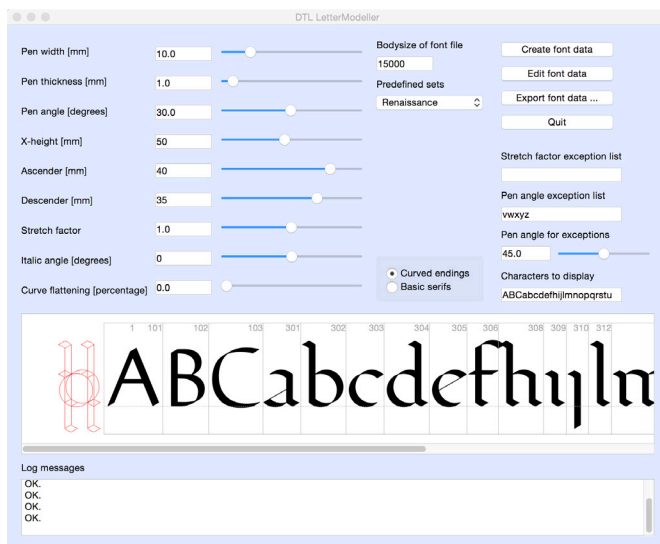 DTL LetterModeller
Pen width [mm] 10.0
Pen thickness [mm] 1.0
Pen angle [degrees] 30.0
X-height [mm] 50
Ascender [mm] 40
Descender [mm] 35
Stretch factor 1.0
Italic angle [degrees] 0
Curve flattening [percentage] 0.0
Bodysize of font file
15000
Predefined sets
Renaissance
Curved endings
Basic serifs
Create font data
Edit font data
Export font data ...
Quit
Stretch factor exception list
Pen angle exception list
vwxyz
Pen angle for exceptions
45.0
Characters to display
ABCabcdefhijlmnopqrstu
1 101 102 103 301 302 303 304 305 306 308 309 310 312
ABCabcdefhıȷlm
Log messages
OK.
OK.
OK.
OK.